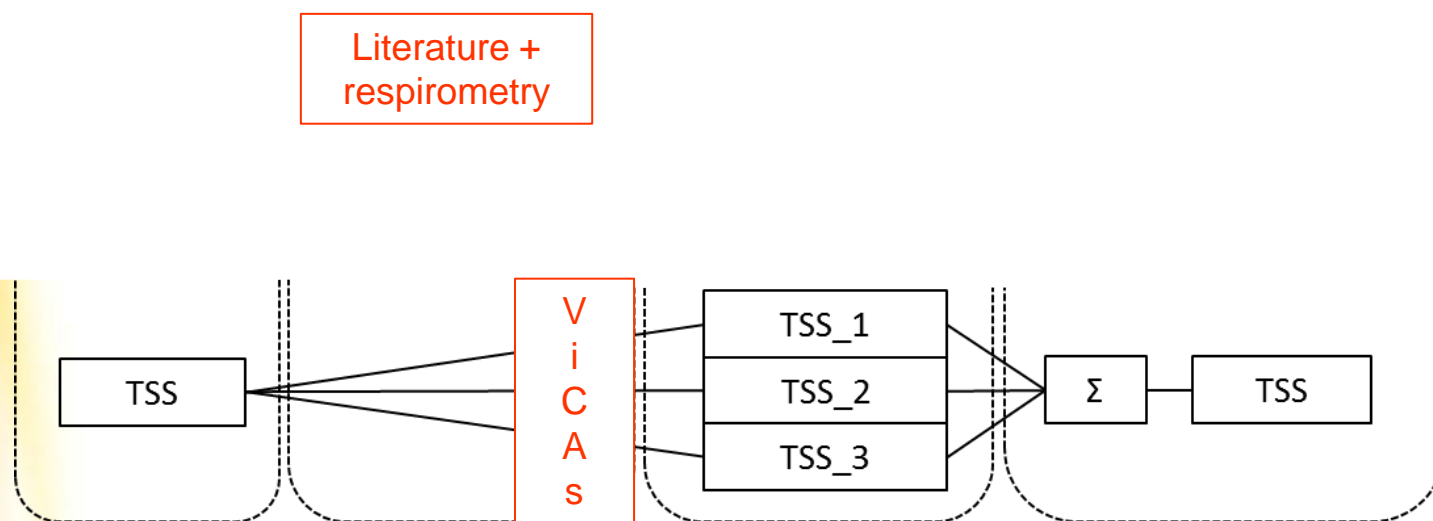 Literature +
respirometry
TSS
V
i
C
A
s
TSS_1
TSS_2
TSS_3
Σ
TSS